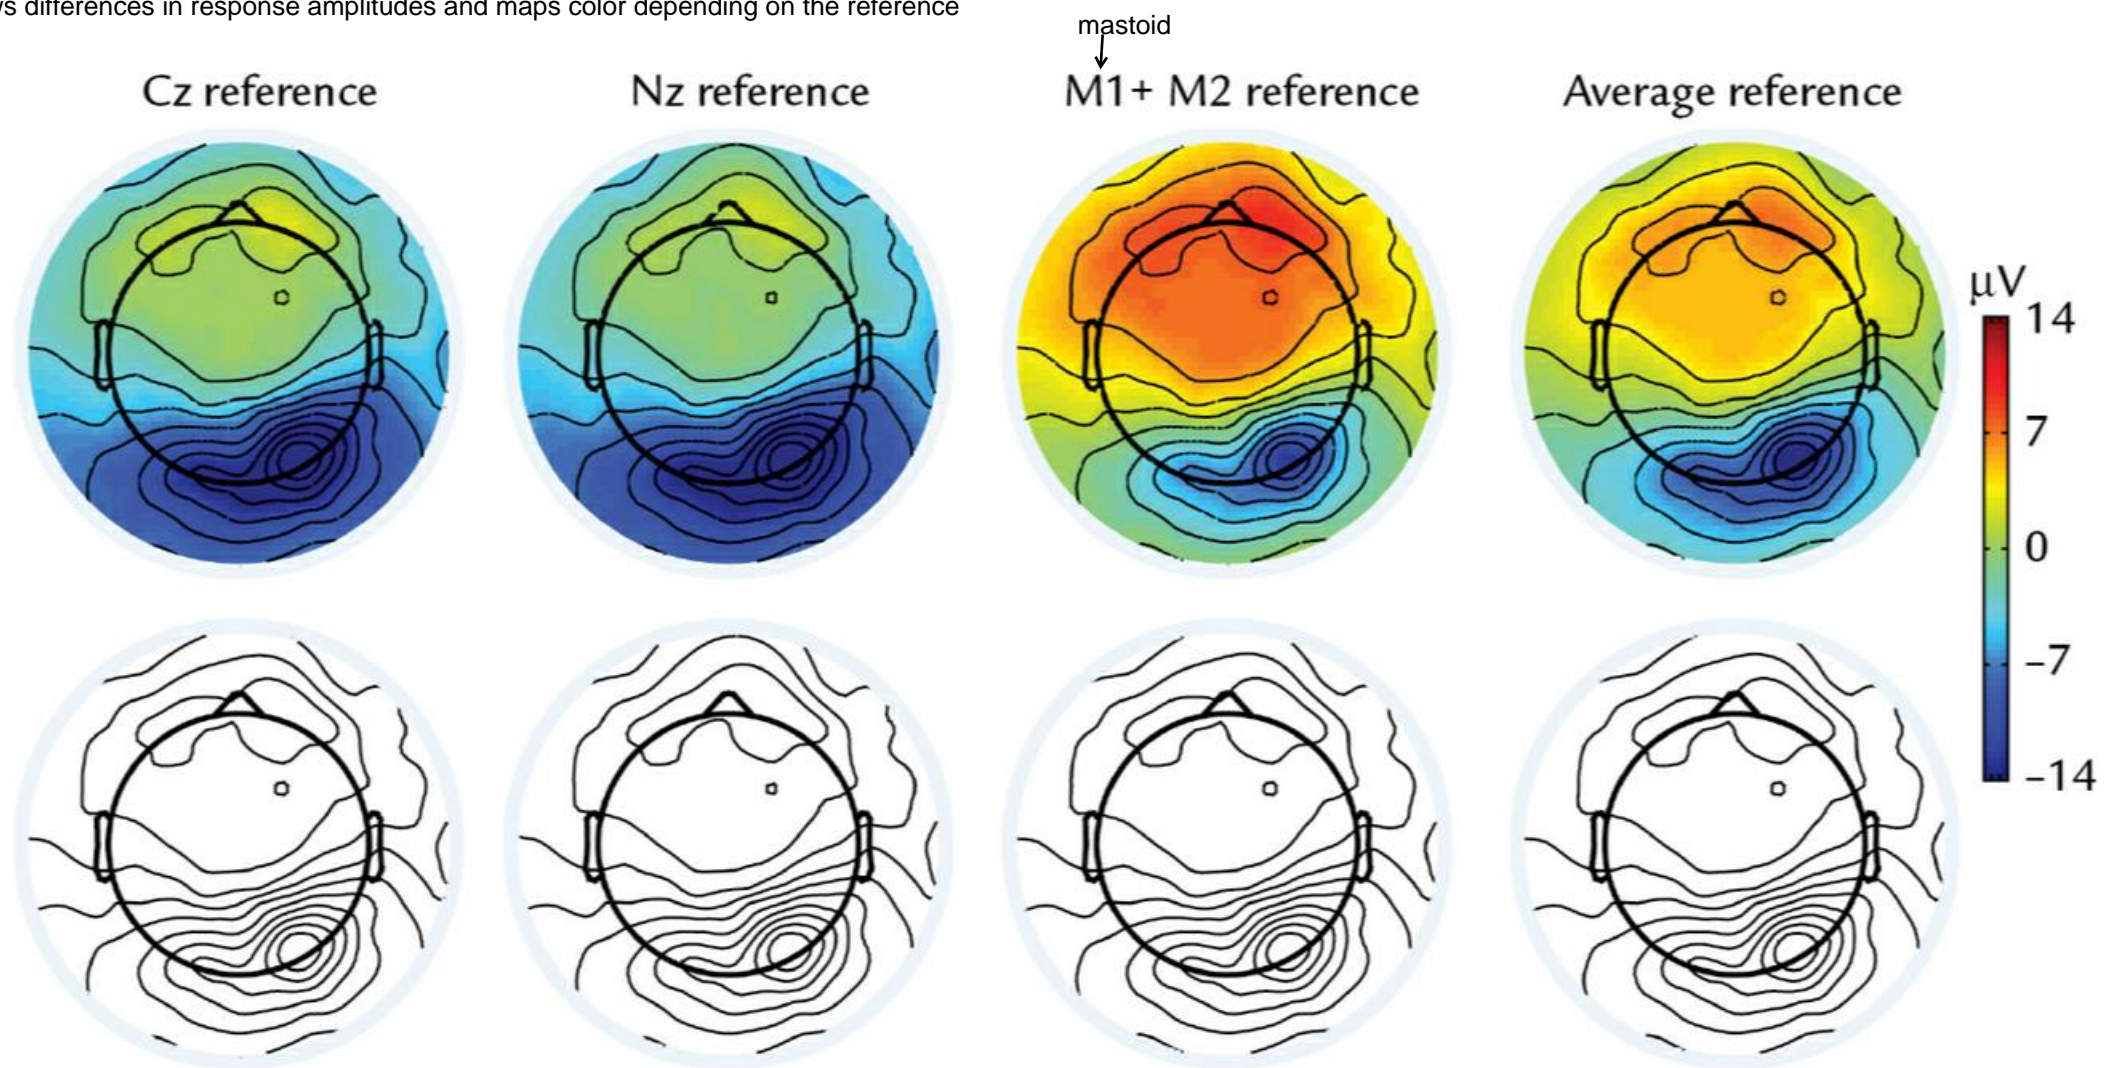 differences in response amplitudes and maps color depending on the reference
mastoid
Cz reference
Nz reference
M1+ M2 reference
Average reference
μV
14
7
0
−7
−14